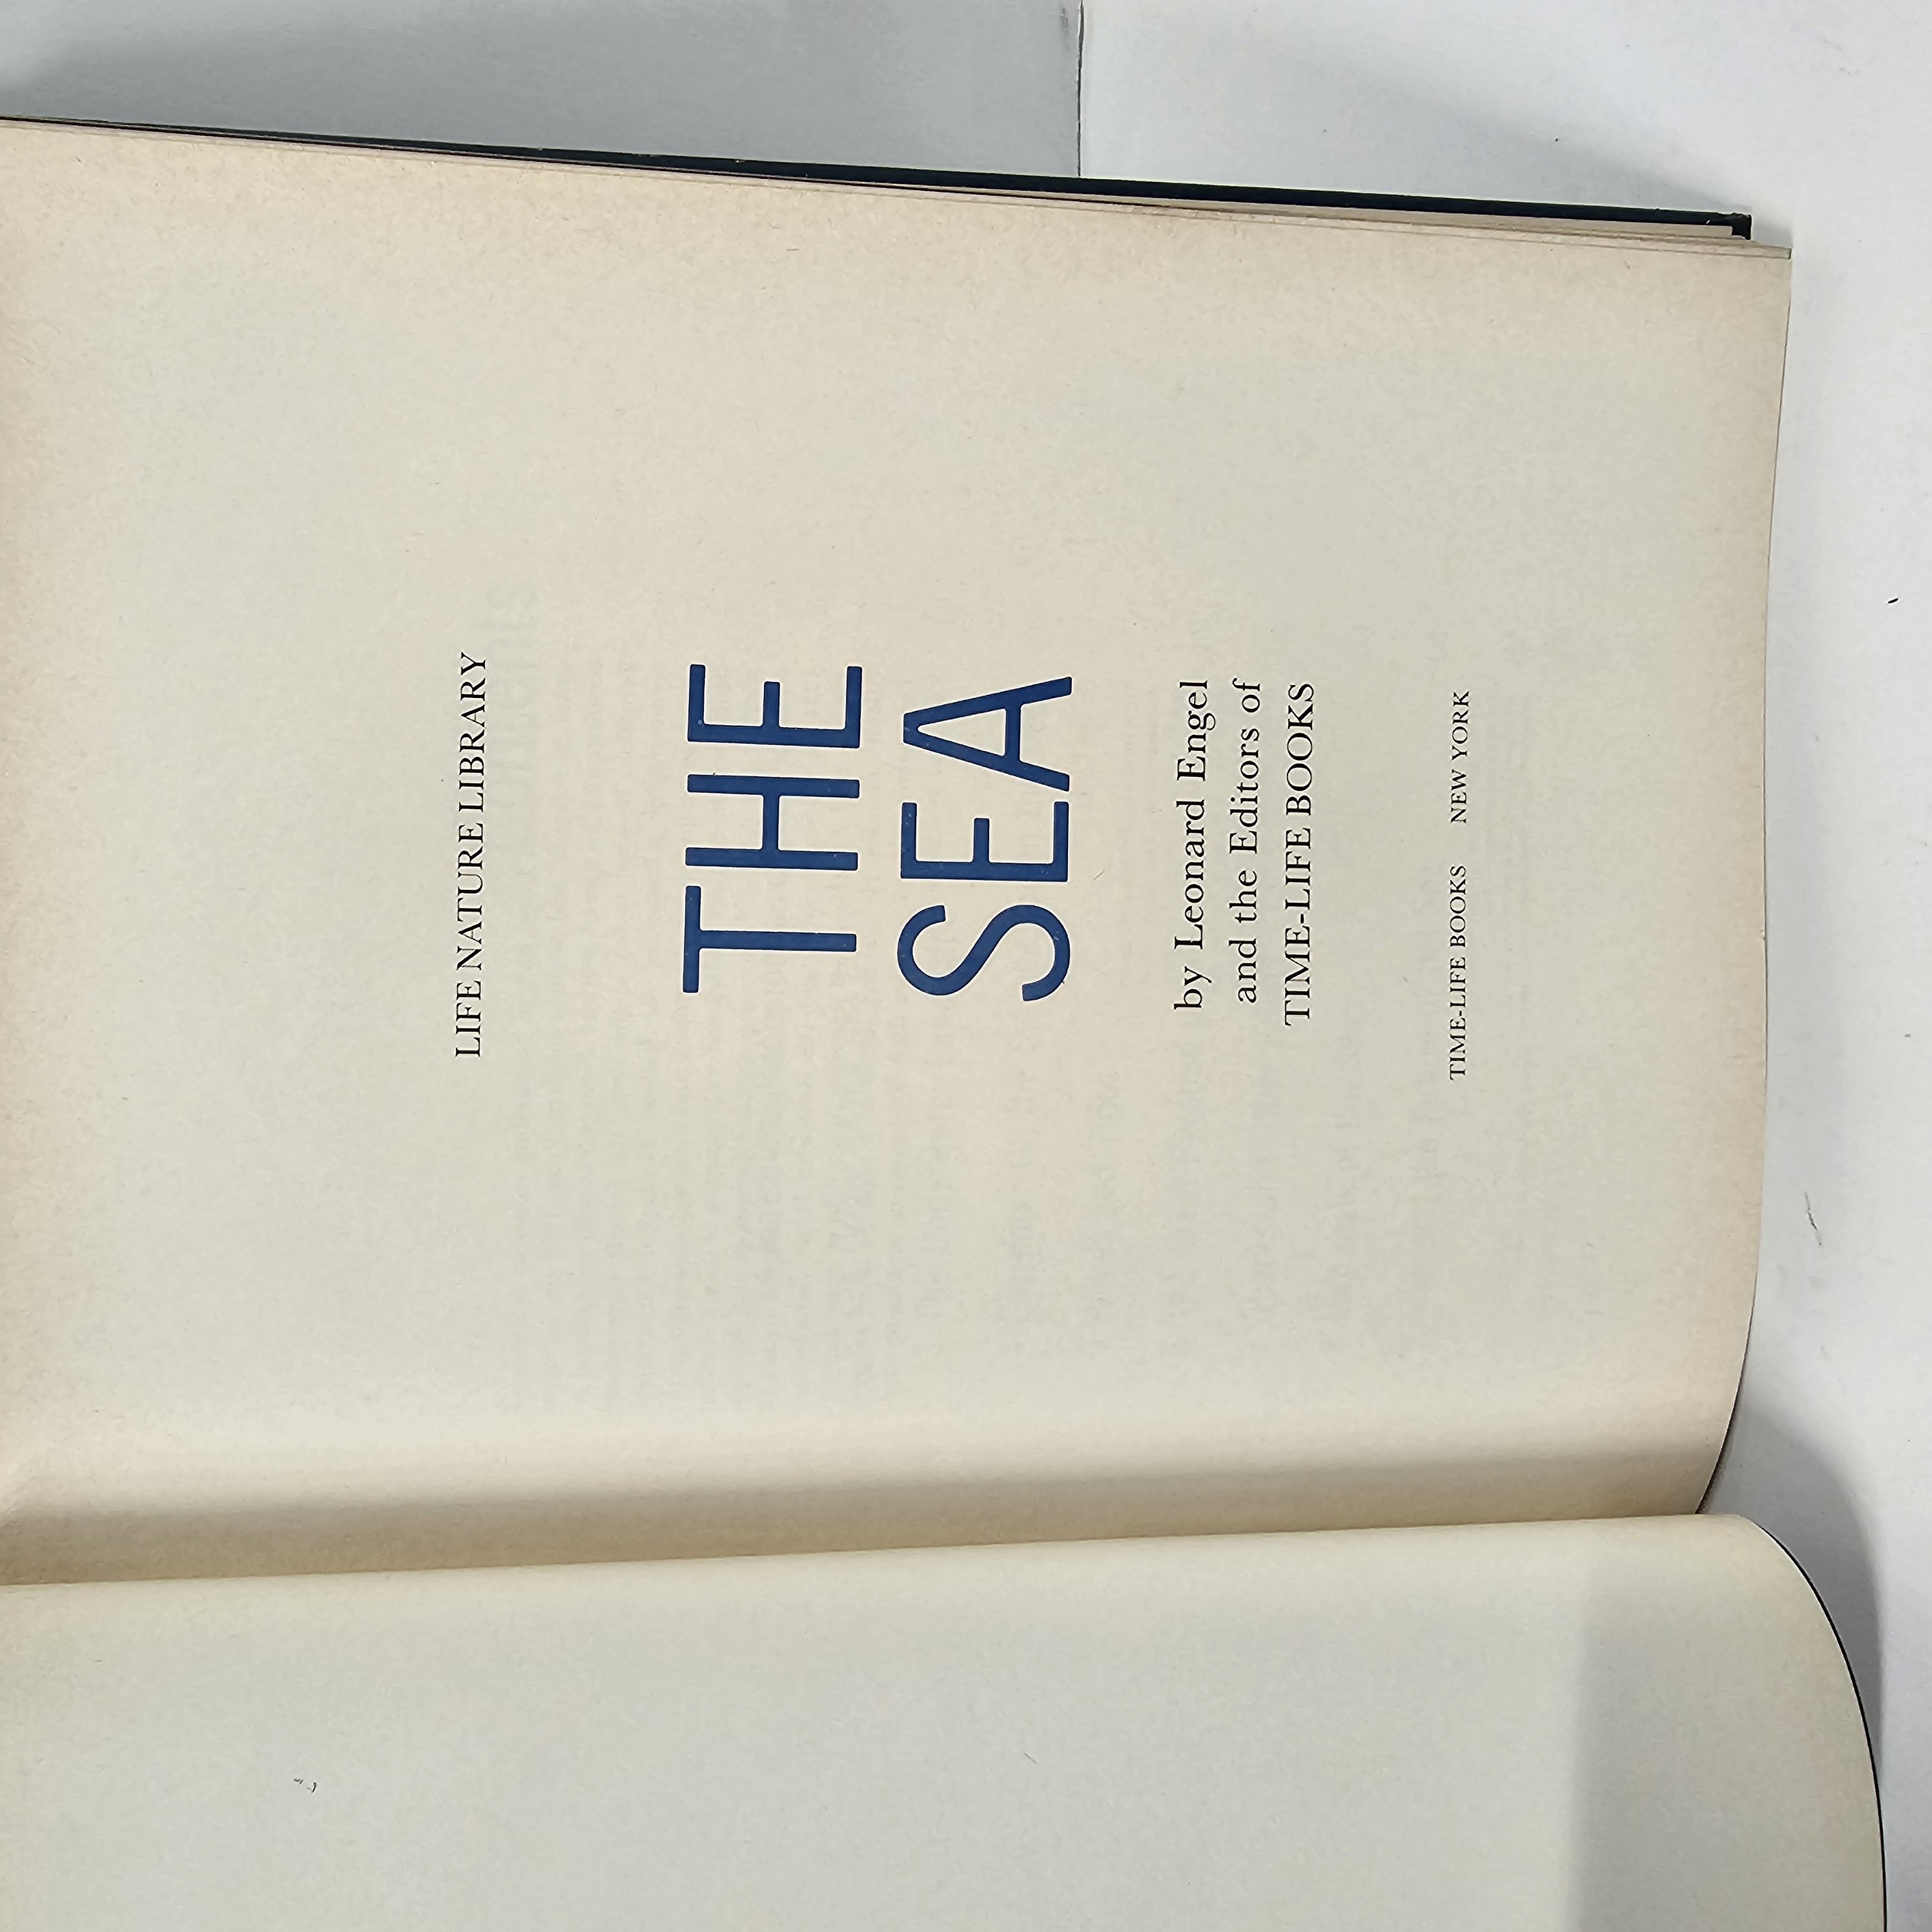 LIFE NATURE LIBRARY
THE
SEA
by Leonard Engel
and the Editors of
TIME-LIFE BOOKS
TIME-LIFE BOOKS NEW YORK